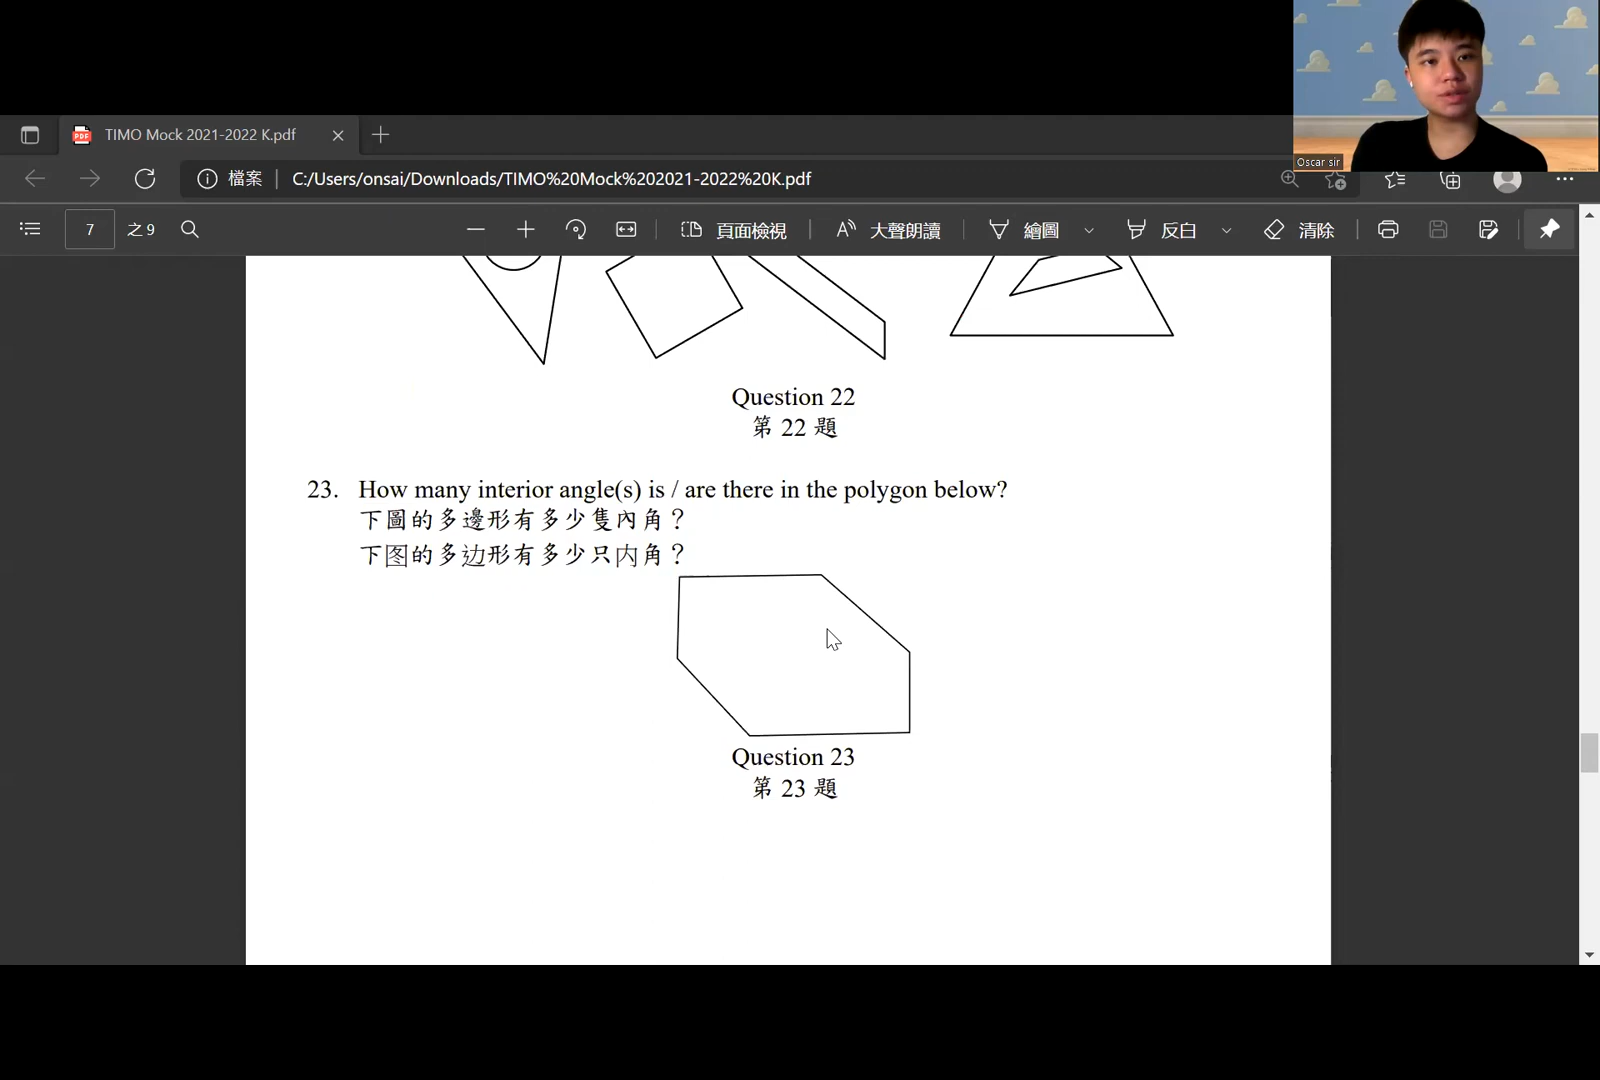 Oscar sir
TIMO Mock 2021-2022 K.pdf
檔案
C:/Users/onsai/Downloads/TIMO%20Mock%202021-2022%20K.pdf
7 之 9 頁面檢視 大聲朗讀 繪圖 反白 清除
Question 22
第 22 題
23. How many interior angle(s) is / are there in the polygon below?
下圖的多邊形有多少隻內角？
下图的多边形有多少只内角？
Question 23
第 23 題